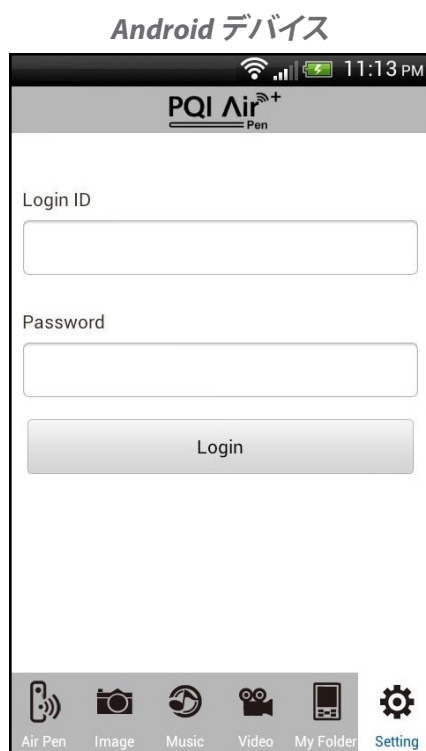 Android デバイス
11:13 PM
PQI Air+
Pen
Login ID
Password
Login
Air Pen Image Music Video My Folder Setting